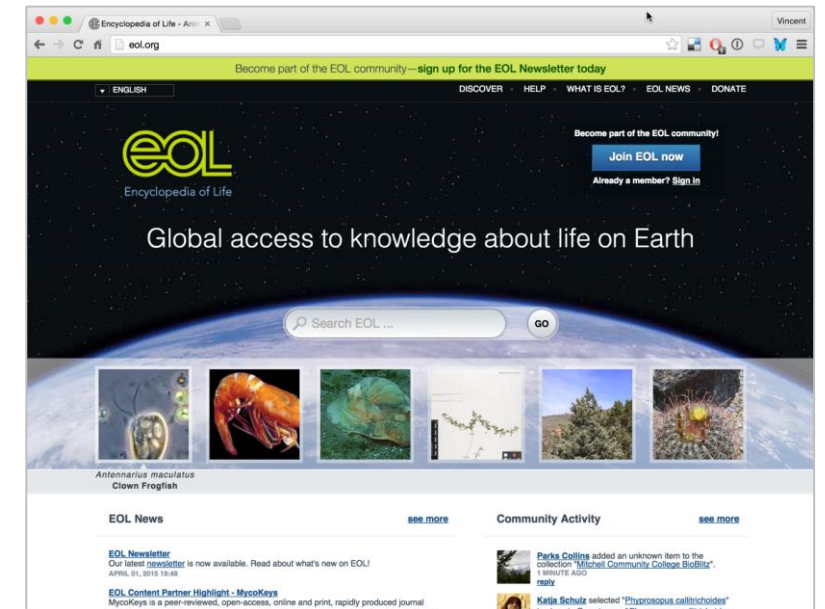 Encyclopedia of Life - Anim
Vincent
eol.org
Become part of the EOL community—sign up for the EOL Newsletter today
ENGLISH
DISCOVER HELP WHAT IS EOL? EOL NEWS DONATE
eOL
Encyclopedia of Life
Become part of the EOL community!
Join EOL now
Already a member? Sign in
Global access to knowledge about life on Earth
Search EOL ...
GO
Antennarius maculatus
Clown Frogfish
EOL News
see more
EOL Newsletter
Our latest newsletter is now available. Read about what's new on EOL!
APRIL 01, 2015 19:48
EOL Content Partner Highlight - MycoKeys
MycoKeys is a peer-reviewed, open-access, online and print, rapidly produced journal
Community Activity
see more
Parks Collins added an unknown item to the
collection "Mitchell Community College BioBlitz".
1 MINUTE AGO
reply
Katja Schulz selected "Phyprosopus callitrichoides"